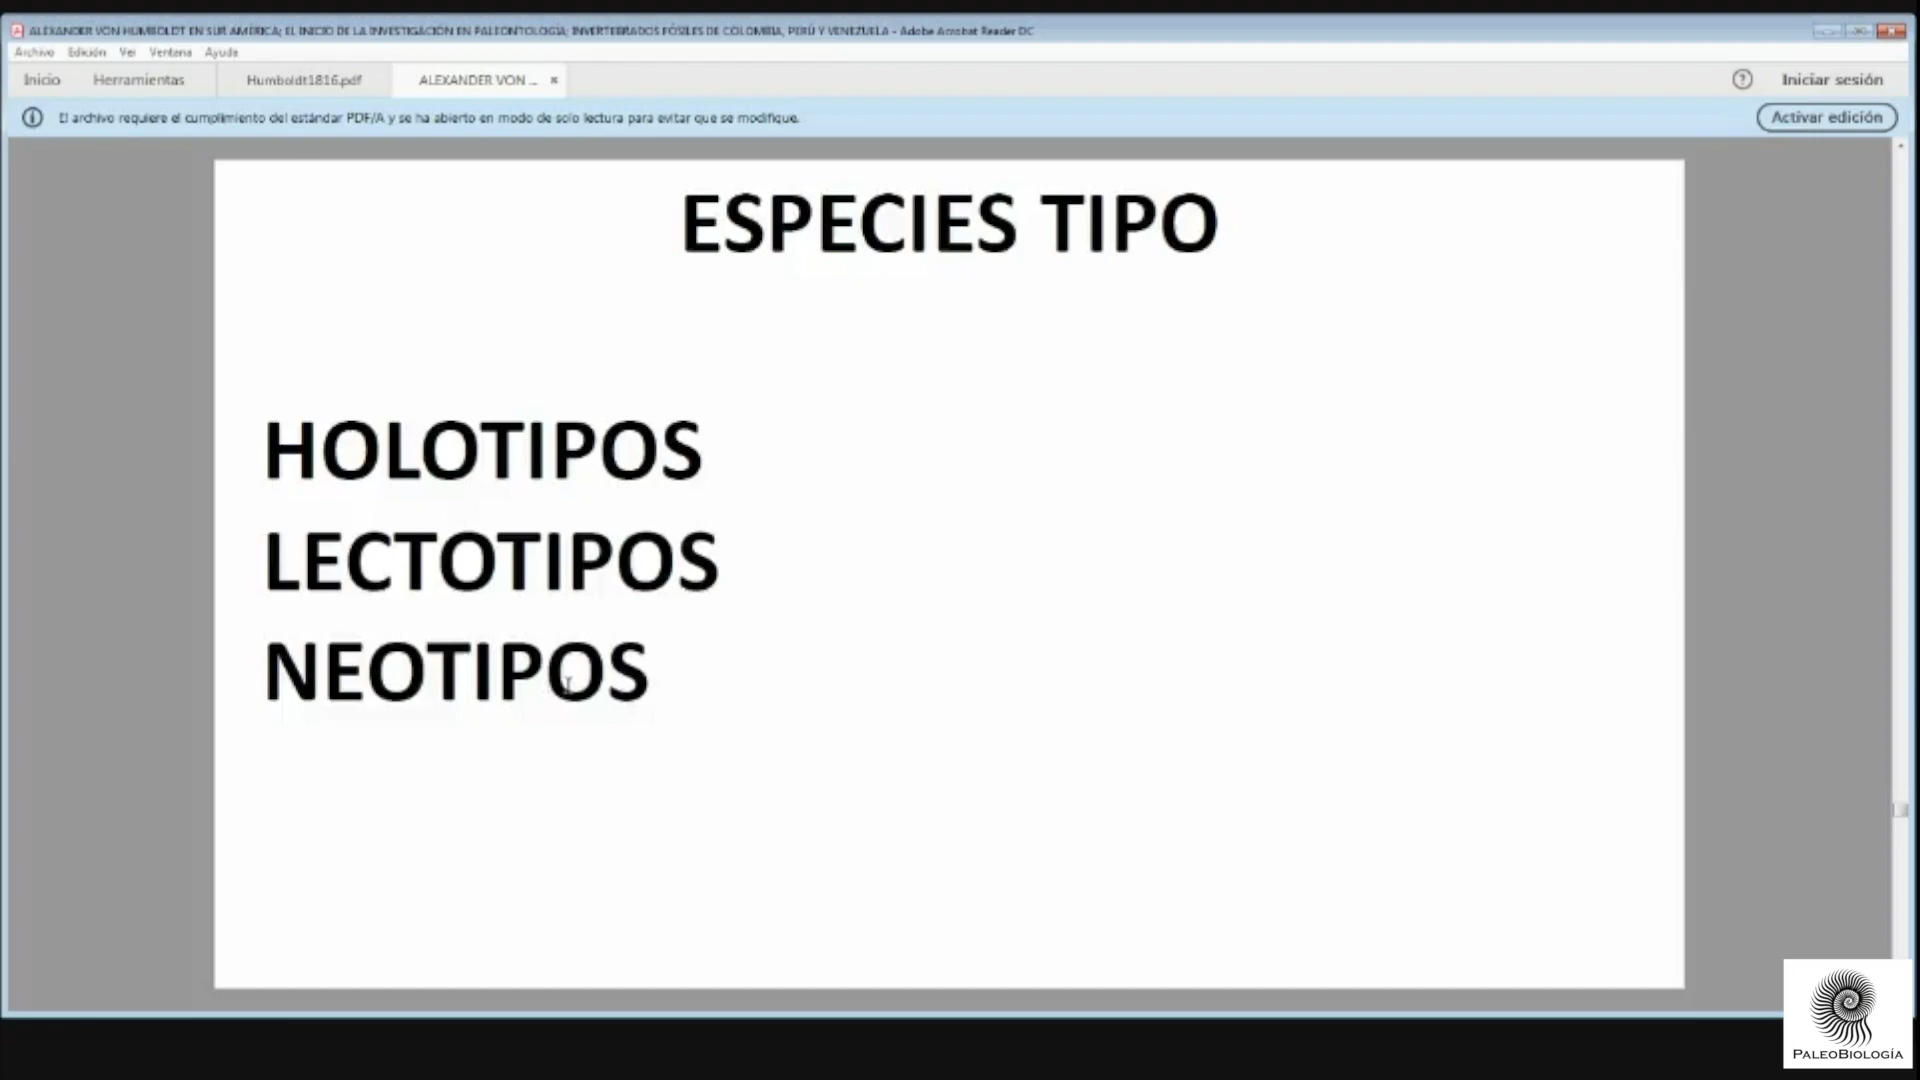 ALEXANDER VON HUMBOLDT EN SUR AMÉRICA; EL INICIO DE LA INVESTIGACIÓN EN PALEONTOLOGÍA; INVERTEBRADOS FÓSILES DE COLOMBIA, PERÚ Y VENEZUELA - Adobe Acrobat Reader DC
Archivo Edición Ver Ventana Ayuda
Inicio Herramientas Humboldt1816.pdf ALEXANDER VON ... Iniciar sesión
El archivo requiere el cumplimiento del estándar PDF/A y se ha abierto en modo de solo lectura para evitar que se modifique. Activar edición
ESPECIES TIPO
HOLOTIPOS
LECTOTIPOS
NEOTIPOS
PALEOBIOLOGÍA